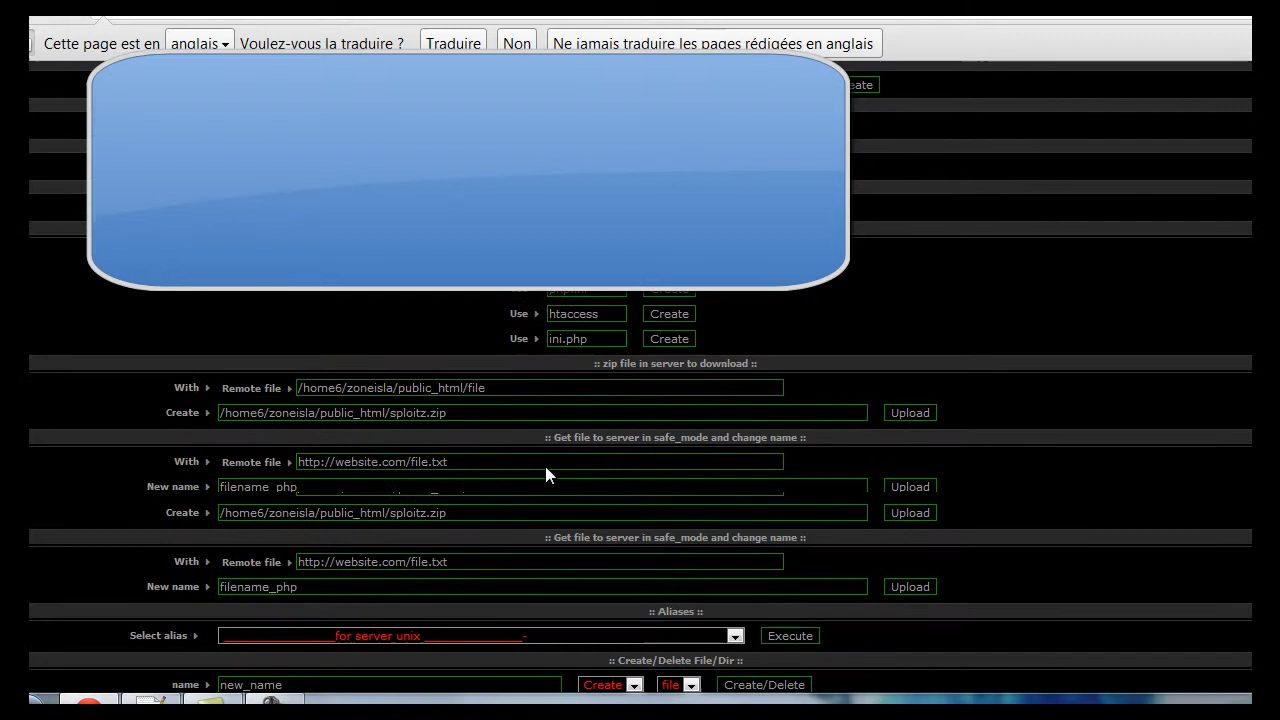 Cette page est en anglais Voulez-vous la traduire ? Traduire Non Ne jamais traduire les pages rédigées en anglais
Use htaccess Create
Use ini.php Create
:: zip file in server to download ::
With Remote file /home6/zoneisla/public_html/file
Create /home6/zoneisla/public_html/sploitz.zip Upload
:: Get file to server in safe_mode and change name ::
With Remote file http://website.com/file.txt
New name filename_php Upload
Create /home6/zoneisla/public_html/sploitz.zip Upload
:: Get file to server in safe_mode and change name ::
With Remote file http://website.com/file.txt
New name filename_php Upload
:: Aliases ::
Select alias ________________for server unix ______________- Execute
:: Create/Delete File/Dir ::
name new_name Create file Create/Delete